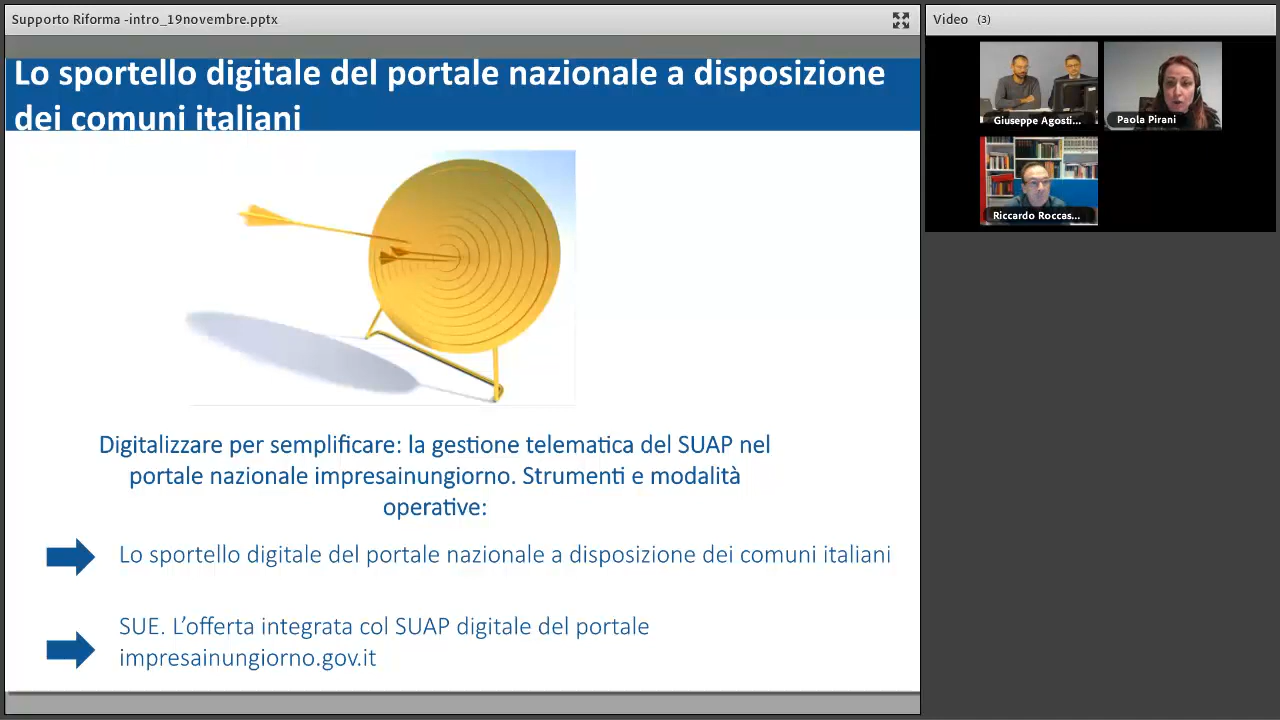 Supporto Riforma -intro_19novembre.pptx
Video (3)
Lo sportello digitale del portale nazionale a disposizione
dei comuni italiani
Giuseppe Agosti...
Paola Pirani
Riccardo Roccas...
Digitalizzare per semplificare: la gestione telematica del SUAP nel
portale nazionale impresainungiorno. Strumenti e modalità
operative:
Lo sportello digitale del portale nazionale a disposizione dei comuni italiani
SUE. L’offerta integrata col SUAP digitale del portale
impresainungiorno.gov.it